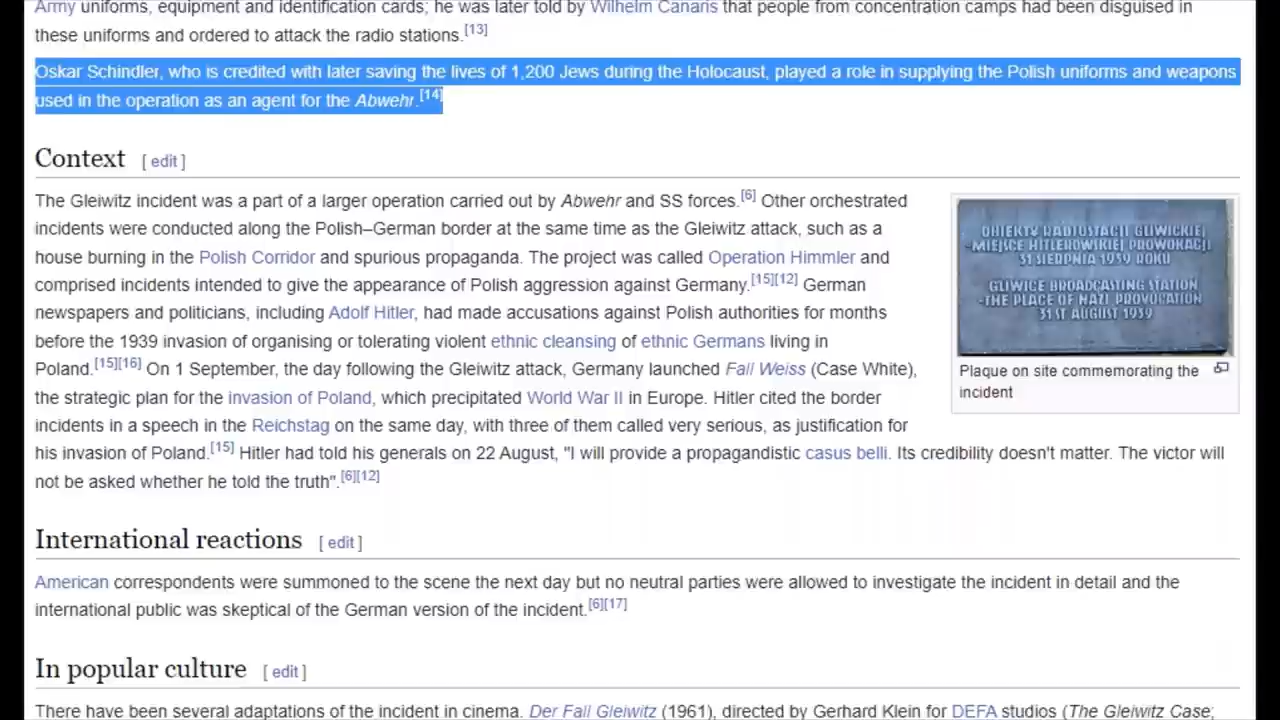 Army uniforms, equipment and identification cards; he was later told by Wilhelm Canaris that people from concentration camps had been disguised in
these uniforms and ordered to attack the radio stations.[13]
Oskar Schindler, who is credited with later saving the lives of 1,200 Jews during the Holocaust, played a role in supplying the Polish uniforms and weapons
used in the operation as an agent for the Abwehr.[14]
Context [ edit ]
The Gleiwitz incident was a part of a larger operation carried out by Abwehr and SS forces.[6] Other orchestrated
incidents were conducted along the Polish–German border at the same time as the Gleiwitz attack, such as a
house burning in the Polish Corridor and spurious propaganda. The project was called Operation Himmler and
comprised incidents intended to give the appearance of Polish aggression against Germany.[15][12] German
newspapers and politicians, including Adolf Hitler, had made accusations against Polish authorities for months
before the 1939 invasion of organising or tolerating violent ethnic cleansing of ethnic Germans living in
Poland.[15][16] On 1 September, the day following the Gleiwitz attack, Germany launched Fall Weiss (Case White),
the strategic plan for the invasion of Poland, which precipitated World War II in Europe. Hitler cited the border
incidents in a speech in the Reichstag on the same day, with three of them called very serious, as justification for
his invasion of Poland.[15] Hitler had told his generals on 22 August, "I will provide a propagandistic casus belli. Its credibility doesn't matter. The victor will
not be asked whether he told the truth".[6][12]
OBIEKTY RADIOSTACJI GLIWICKIEJ
-MIEJSCE HITLEROWSKIEJ PROWOKACJI
31 SIERPNIA 1939 ROKU
GLIWICE BROADCASTING STATION
-THE PLACE OF NAZI PROVOCATION
31ST AUGUST 1939
Plaque on site commemorating the
incident
International reactions [ edit ]
American correspondents were summoned to the scene the next day but no neutral parties were allowed to investigate the incident in detail and the
international public was skeptical of the German version of the incident.[6][17]
In popular culture [ edit ]
There have been several adaptations of the incident in cinema. Der Fall Gleiwitz (1961), directed by Gerhard Klein for DEFA studios (The Gleiwitz Case;